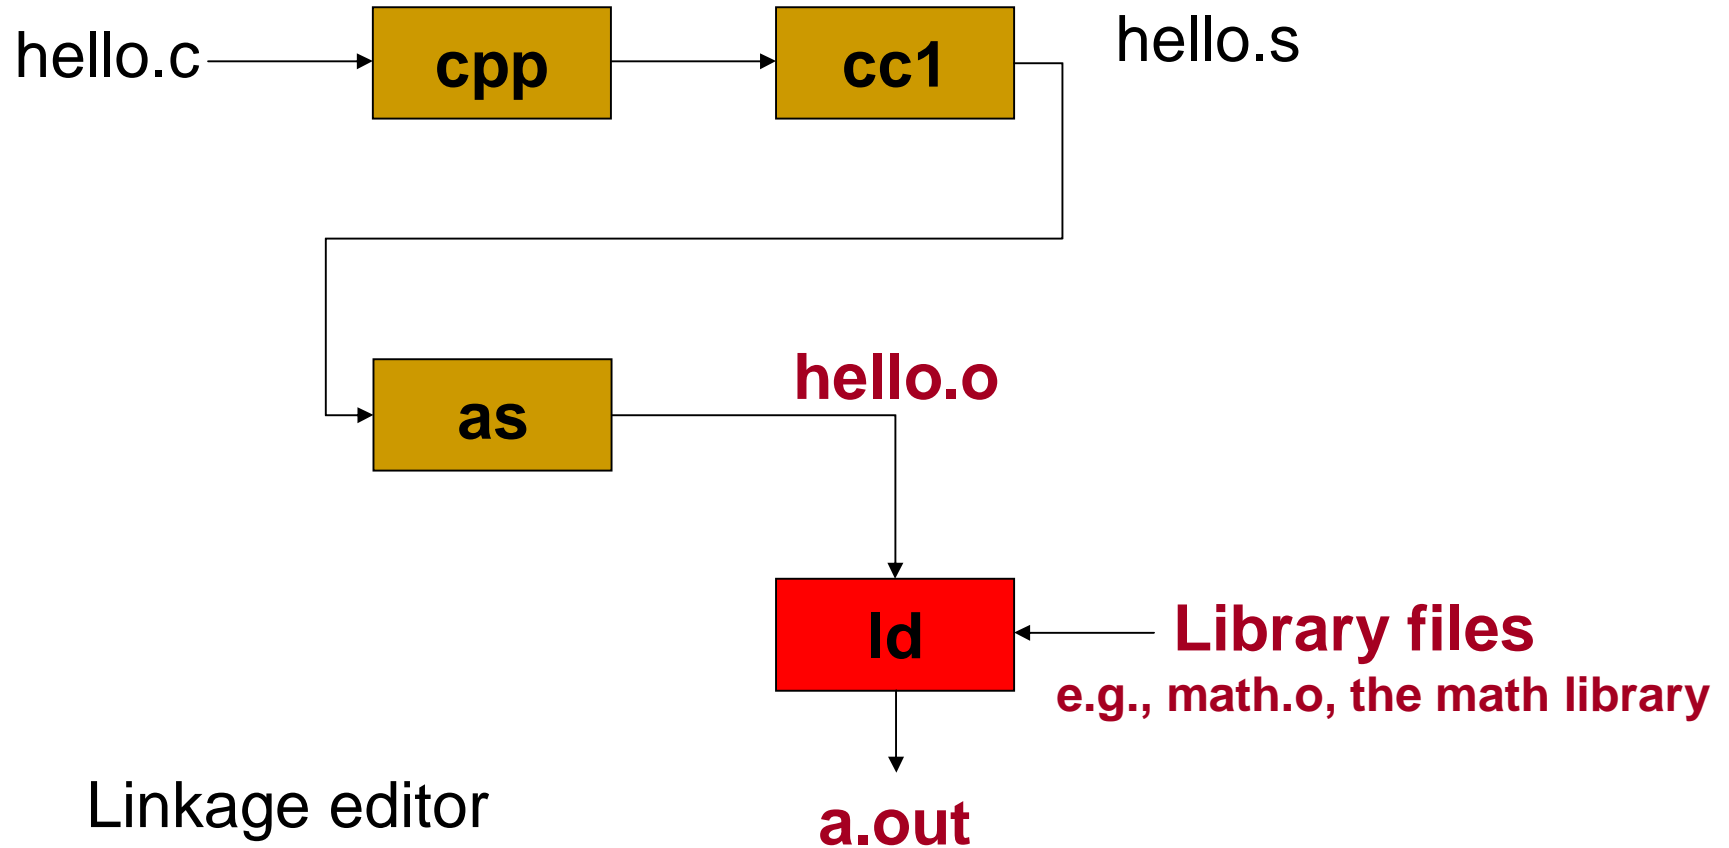 hello.c
cpp
cc1
hello.s
as
hello.o
ld
Library files
e.g., math.o, the math library
Linkage editor
a.out